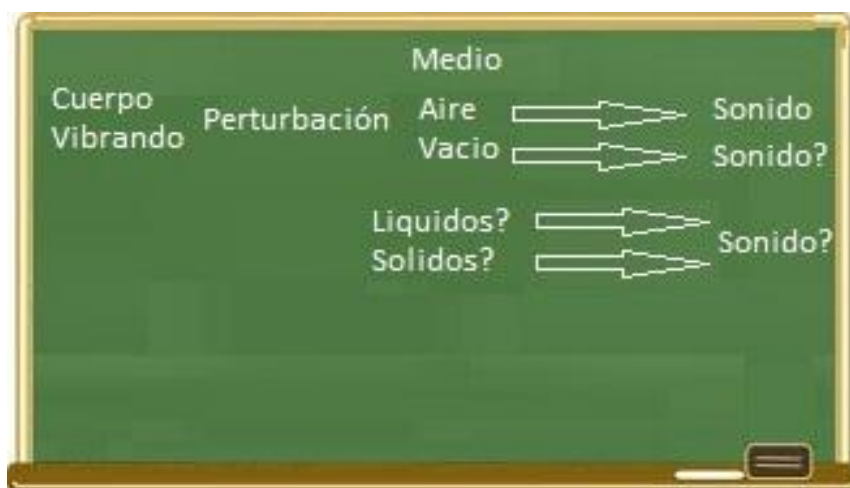 Medio
Cuerpo
Vibrando
Perturbación
Aire
Sonido
Vacio
Sonido?
Liquidos?
Solidos?
Sonido?